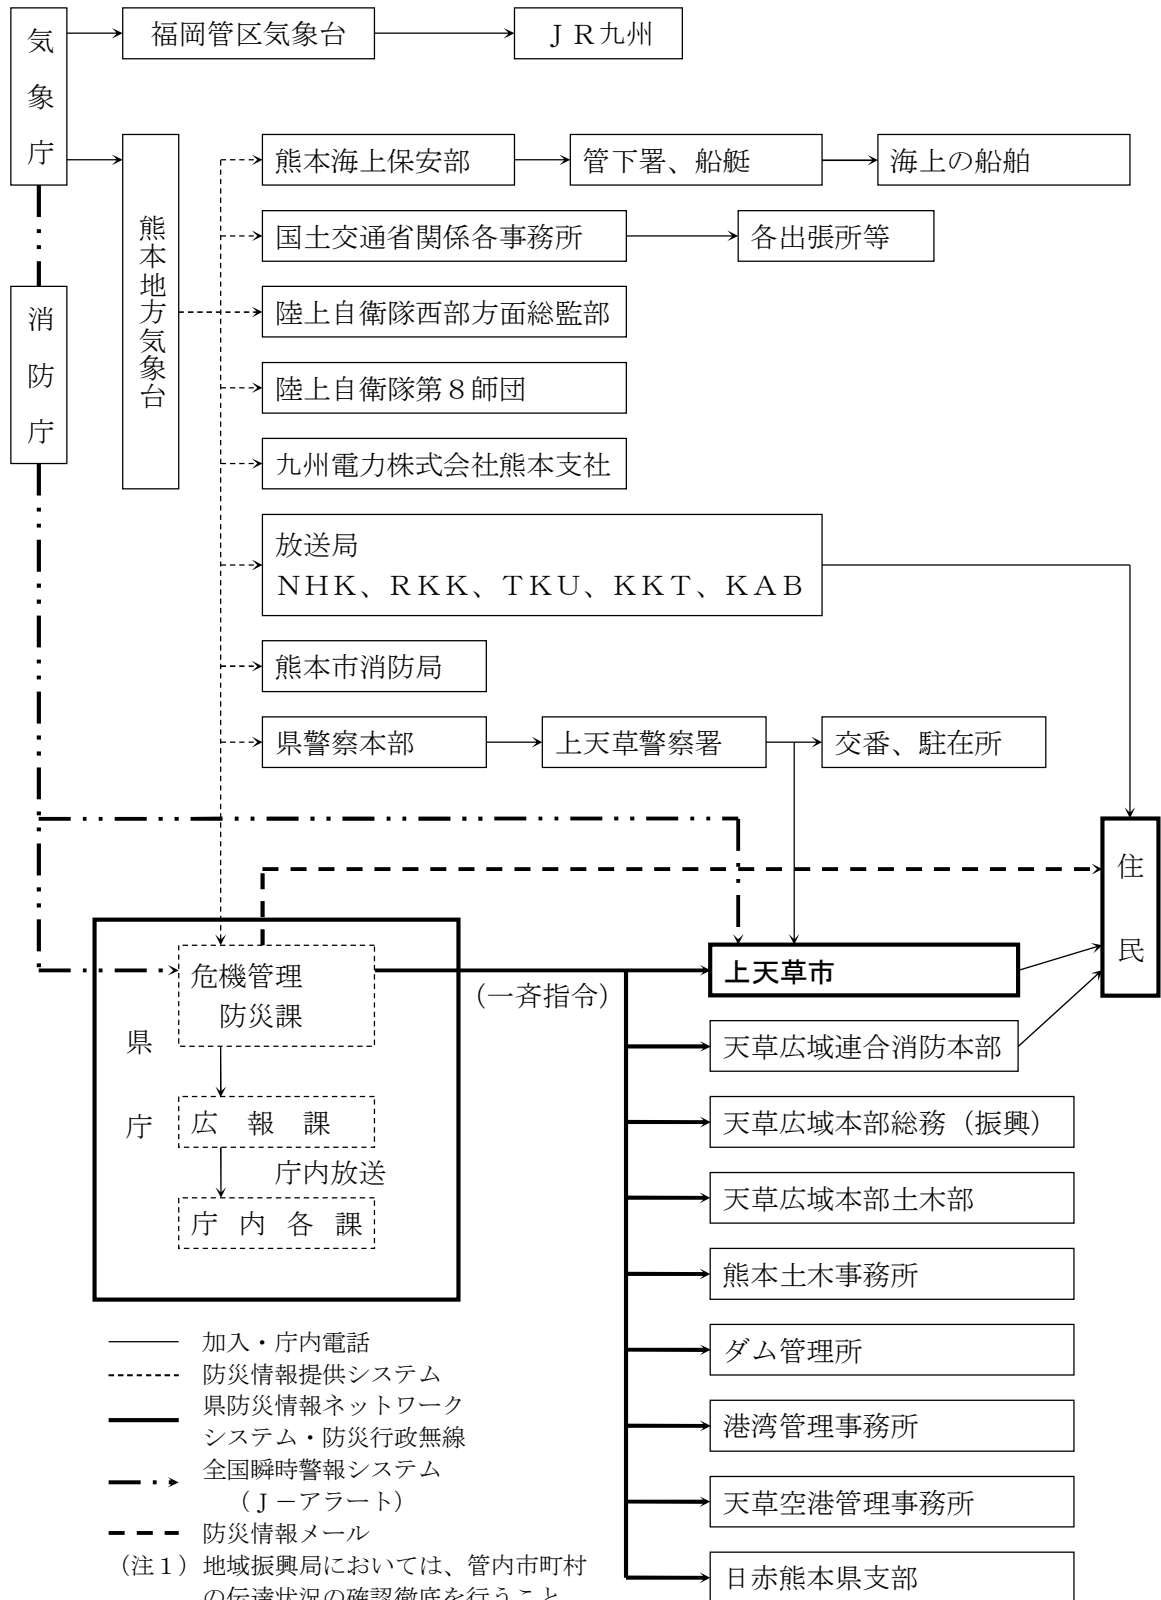 気象庁
福岡管区気象台
ＪＲ九州
熊本地方気象台
熊本海上保安部
管下署、船艇
海上の船舶
国土交通省関係各事務所
各出張所等
陸上自衛隊西部方面総監部
消防庁
陸上自衛隊第８師団
九州電力株式会社熊本支社
放送局
ＮＨＫ、ＲＫＫ、ＴＫＵ、ＫＫＴ、ＫＡＢ
熊本市消防局
県警察本部
上天草警察署
交番、駐在所
住民
県庁
危機管理
防災課
（一斉指令）
上天草市
天草広域連合消防本部
広　報　課
天草広域本部総務（振興）
庁内放送
天草広域本部土木部
庁　内　各　課
熊本土木事務所
ダム管理所
港湾管理事務所
天草空港管理事務所
日赤熊本県支部
加入・庁内電話
防災情報提供システム
県防災情報ネットワーク
システム・防災行政無線
全国瞬時警報システム
（Ｊ－アラート）
防災情報メール
（注１）地域振興局においては、管内市町村
の伝達状況の確認徹底を行うこと